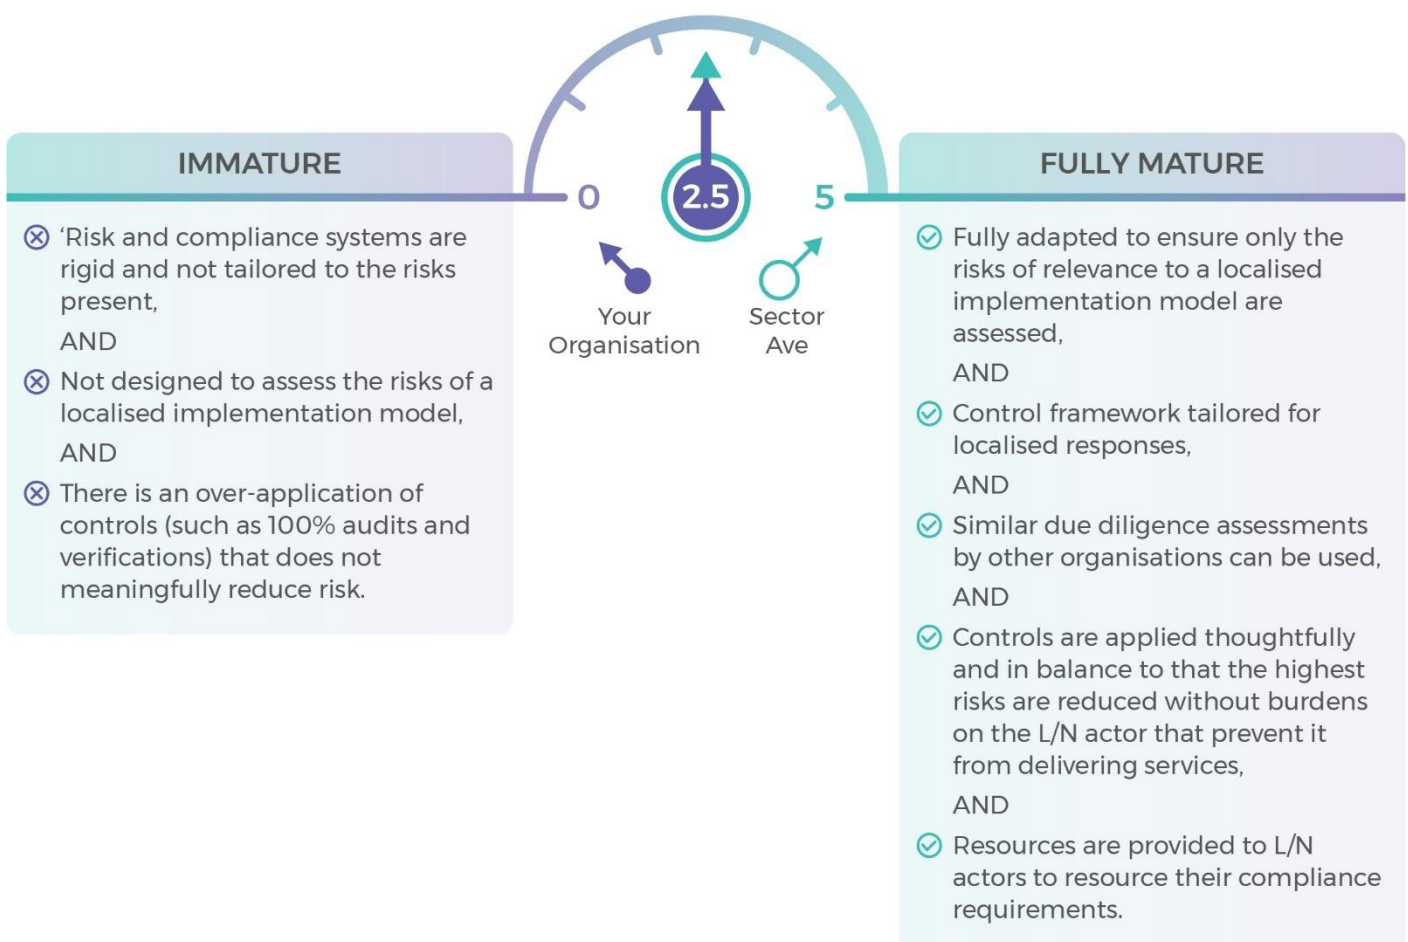 IMMATURE
‘Risk and compliance systems are
rigid and not tailored to the risks
present,
AND
Not designed to assess the risks of a
localised implementation model,
AND
There is an over-application of
controls (such as 100% audits and
verifications) that does not
meaningfully reduce risk.
0
2.5
5
Your
Organisation
Sector
Ave
FULLY MATURE
Fully adapted to ensure only the
risks of relevance to a localised
implementation model are
assessed,
AND
Control framework tailored for
localised responses,
AND
Similar due diligence assessments
by other organisations can be used,
AND
Controls are applied thoughtfully
and in balance to that the highest
risks are reduced without burdens
on the L/N actor that prevent it
from delivering services,
AND
Resources are provided to L/N
actors to resource their compliance
requirements.